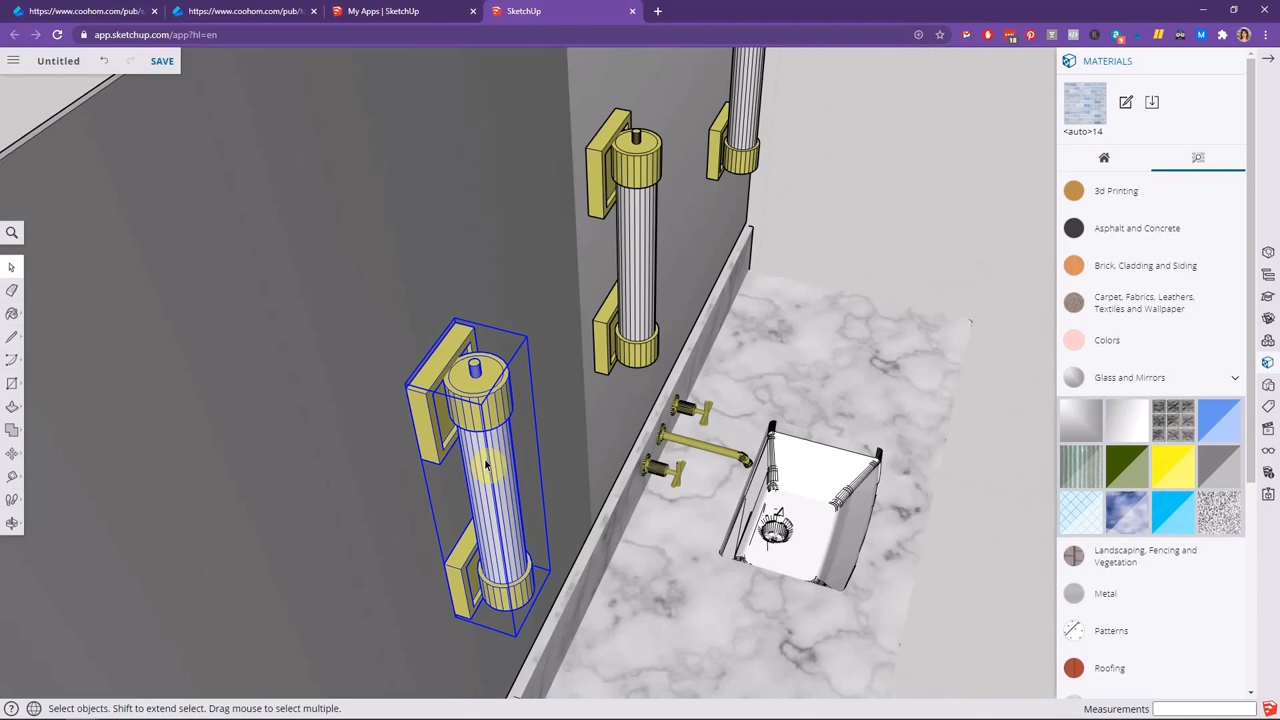 https://www.coohom.com/pub/s
https://www.coohom.com/pub/t
My Apps | SketchUp
SketchUp
app.sketchup.com/app?hl=en
Untitled
SAVE
MATERIALS
<auto>14
3d Printing
Asphalt and Concrete
Brick, Cladding and Siding
Carpet, Fabrics, Leathers,
Textiles and Wallpaper
Colors
Glass and Mirrors
Landscaping, Fencing and
Vegetation
Metal
Patterns
Roofing
Select objects. Shift to extend select. Drag mouse to select multiple.
Measurements